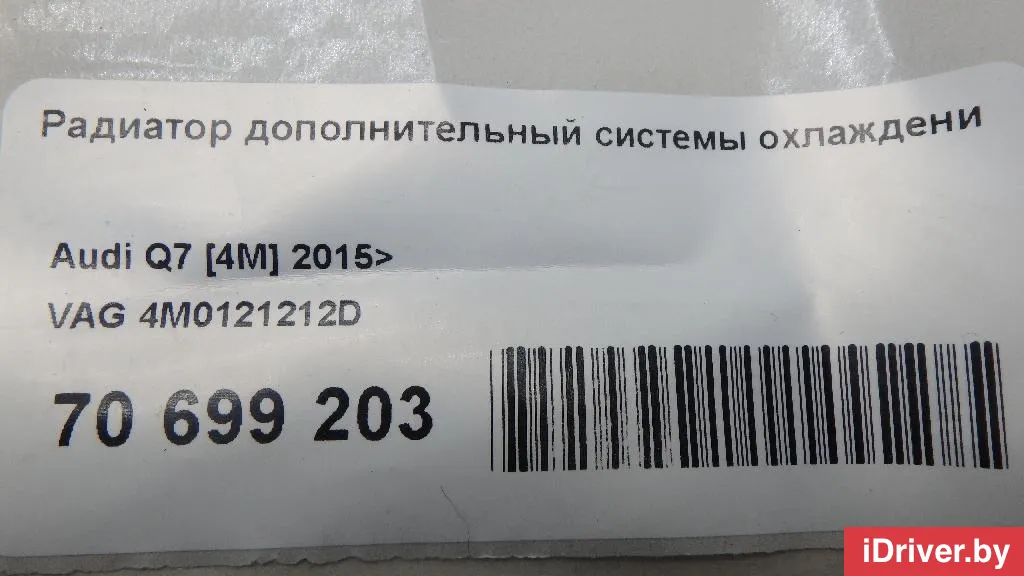 Радиатор дополнительный системы охлаждени
Audi Q7 [4M] 2015>
VAG 4M0121212D
70 699 203
iDriver.by